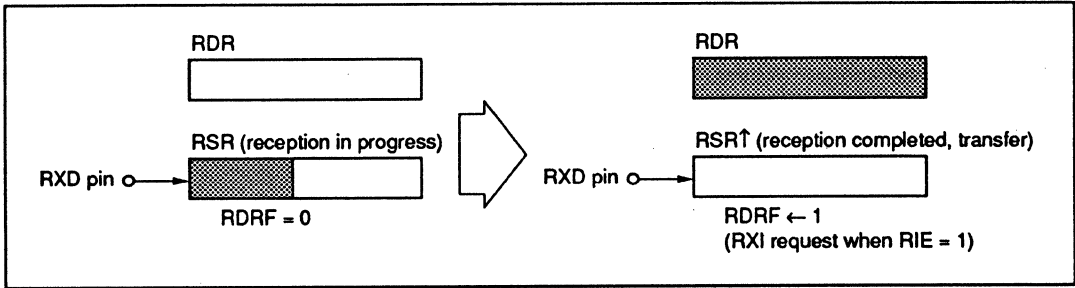 RDR
RSR (reception in progress)
RXD pin
RDRF = 0
RDR
RSR↑ (reception completed, transfer)
RXD pin
RDRF ← 1
(RXI request when RIE = 1)